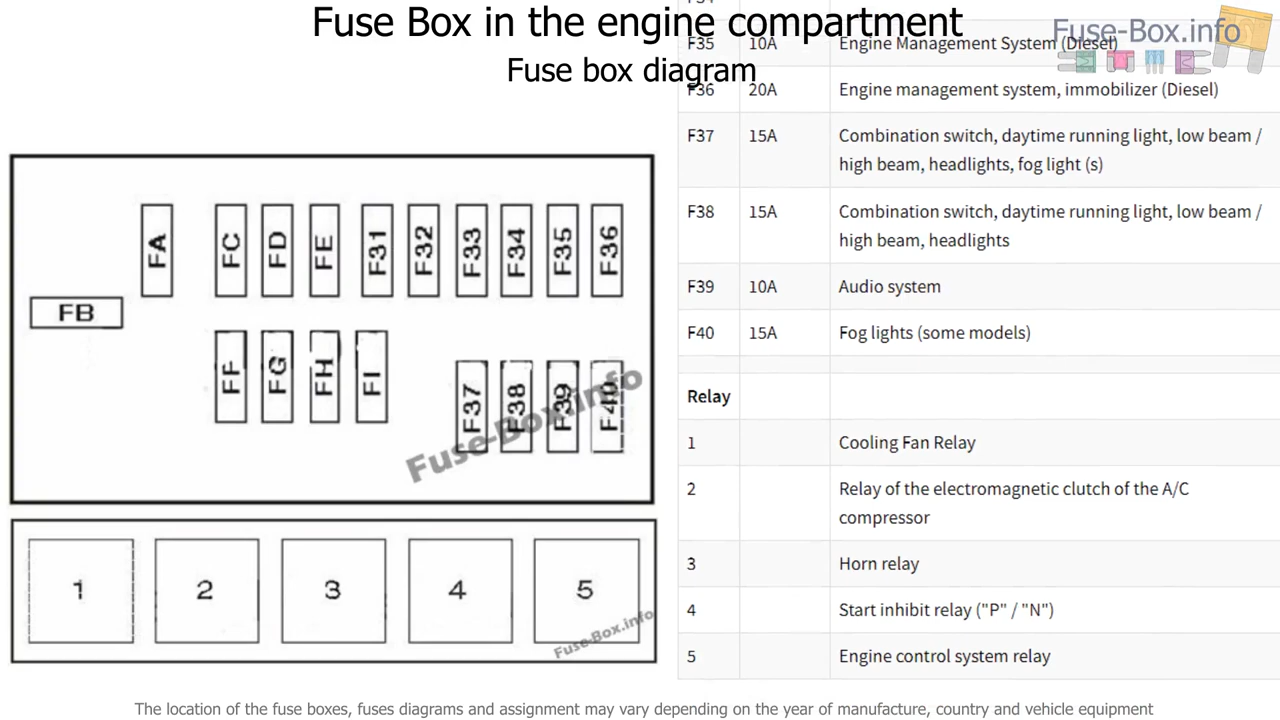 Fuse Box in the engine compartment
Fuse box diagram
Fuse-Box.info
FA
FC
FD
FE
F31
F32
F33
F34
F35
F36
FB
FF
FG
FH
FI
F37
F38
F39
F40
Fuse-Box.info
1
2
3
4
5
Fuse-Box.info
F35 10A Engine Management System (Diesel)
F36 20A Engine management system, immobilizer (Diesel)
F37 15A Combination switch, daytime running light, low beam /
high beam, headlights, fog light (s)
F38 15A Combination switch, daytime running light, low beam /
high beam, headlights
F39 10A Audio system
F40 15A Fog lights (some models)
Relay
1 Cooling Fan Relay
2 Relay of the electromagnetic clutch of the A/C
compressor
3 Horn relay
4 Start inhibit relay ("P" / "N")
5 Engine control system relay
The location of the fuse boxes, fuses diagrams and assignment may vary depending on the year of manufacture, country and vehicle equipment